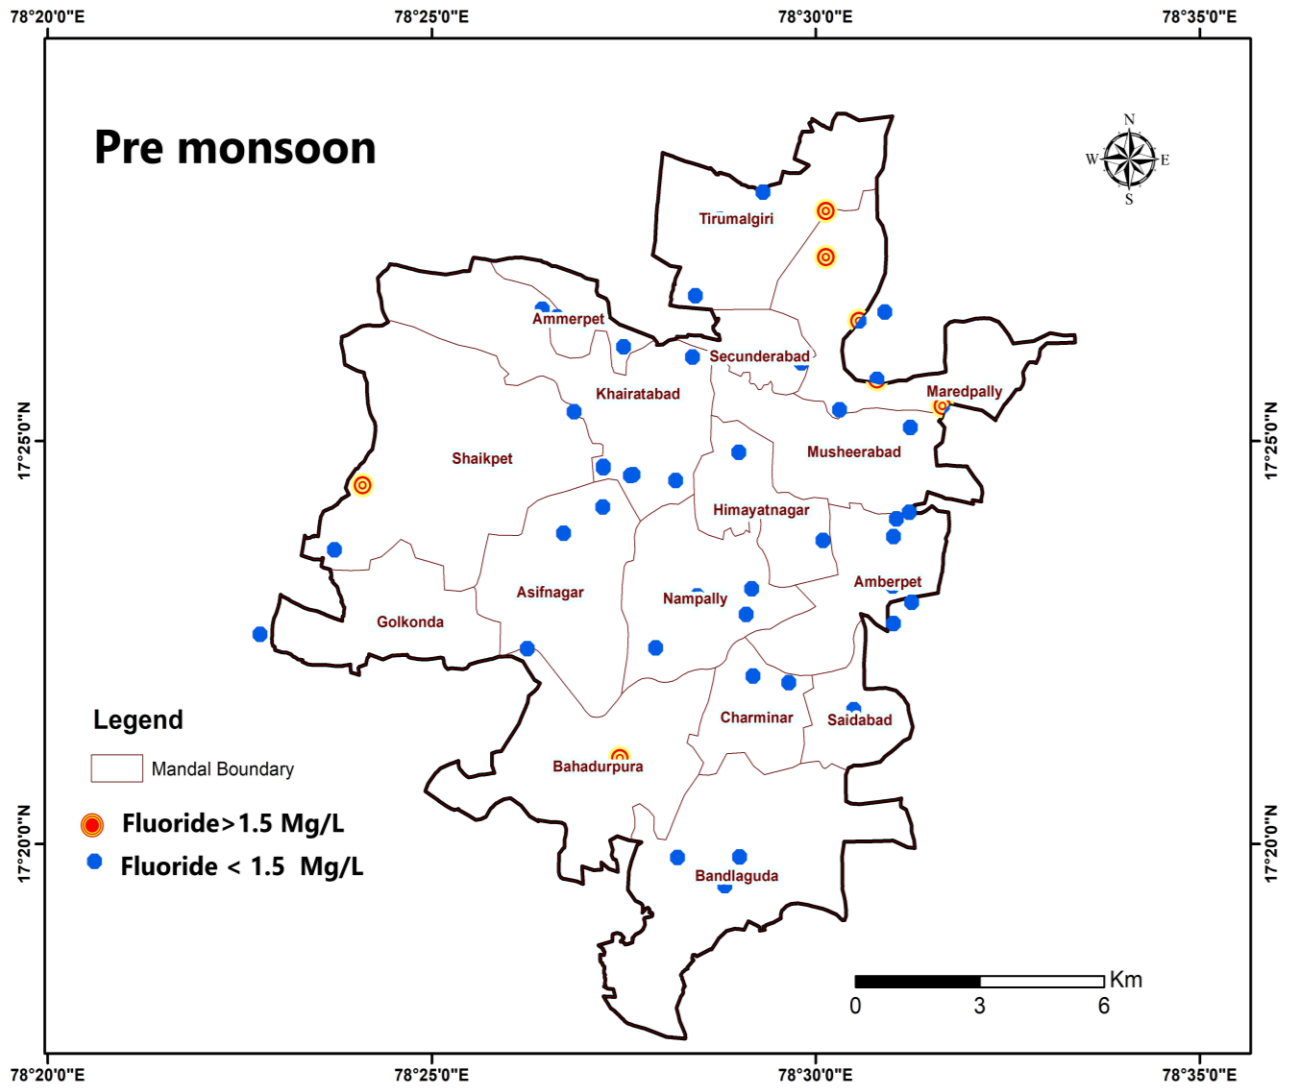 78°20'0"E 78°25'0"E 78°30'0"E 78°35'0"E
Pre monsoon
N
W E
S
Tirumalgiri
Ammerpet
Secunderabad
Khairatabad
Maredpally
17°25'0"N
17°25'0"N
Shaikpet
Musheerabad
Himayatnagar
Amberpet
Asifnagar
Nampally
Golkonda
Charminar
Saidabad
Bahadurpura
Bandlaguda
Legend
Mandal Boundary
Fluoride>1.5 Mg/L
Fluoride < 1.5 Mg/L
17°20'0"N
17°20'0"N
Km
0 3 6
78°20'0"E 78°25'0"E 78°30'0"E 78°35'0"E